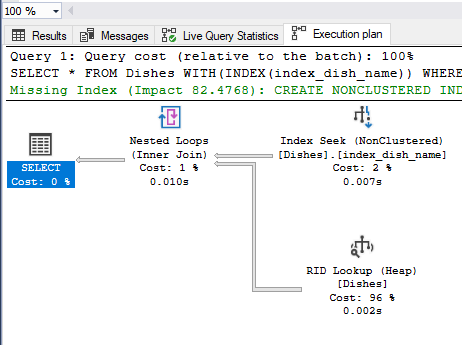 100 %
Results Messages Live Query Statistics Execution plan
Query 1: Query cost (relative to the batch): 100%
SELECT * FROM Dishes WITH(INDEX(index_dish_name)) WHERE
Missing Index (Impact 82.4768): CREATE NONCLUSTERED IND
SELECT
Cost: 0 %
Nested Loops
(Inner Join)
Cost: 1 %
0.010s
Index Seek (NonClustered)
[Dishes].[index_dish_name]
Cost: 2 %
0.007s
RID Lookup (Heap)
[Dishes]
Cost: 96 %
0.002s